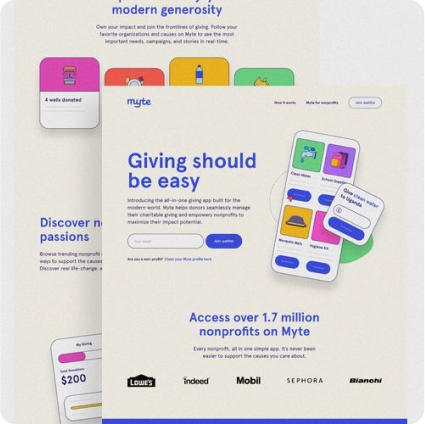 modern generosity
Own your impact and join the frontlines of giving. Follow your
favorite organizations and causes on Myte to see the most
important needs, campaigns, and stories in real-time.
4 wells donated
myte
How it works
Myte for nonprofits
Join waitlist
Giving should
be easy
Introducing the all-in-one giving app built for the
modern world. Myte helps donors seamlessly manage
their charitable giving and empowers nonprofits to
maximize their impact potential.
Your email
Join waitlist
Are you a non-profit? Claim your Myte profile here.
Clean Water
School Supplies
Give clean water
to Uganda
Mosquito Nets
Hygiene Kit
Discover n
passions
Browse trending nonprofi
ways to support the causes
Discover real life-change, a
Access over 1.7 million
nonprofits on Myte
Every nonprofit, all in one simple app. It's never been
easier to support the causes you care about.
My Giving
Total Donations
$200
LOWE'S
indeed
Mobil
SEPHORA
Bianchi